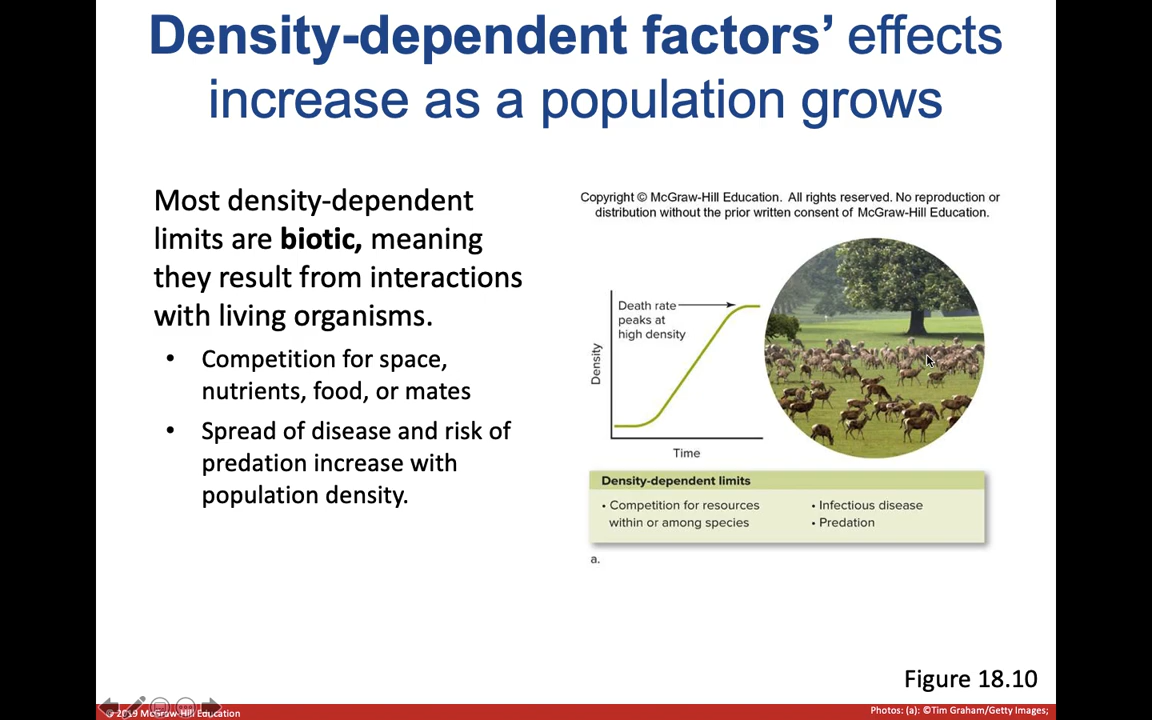 Density-dependent factors’ effects
increase as a population grows
Most density-dependent
limits are biotic, meaning
they result from interactions
with living organisms.
• Competition for space,
nutrients, food, or mates
• Spread of disease and risk of
predation increase with
population density.
Copyright © McGraw-Hill Education. All rights reserved. No reproduction or
distribution without the prior written consent of McGraw-Hill Education.
Death rate
peaks at
high density
Density
Time
Density-dependent limits
• Competition for resources
within or among species
• Infectious disease
• Predation
a.
Figure 18.10
© 2019 McGraw-Hill Education
Photos: (a): ©Tim Graham/Getty Images;